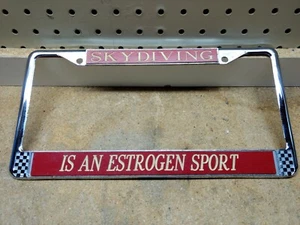 SKYDIVING
IS AN ESTROGEN SPORT